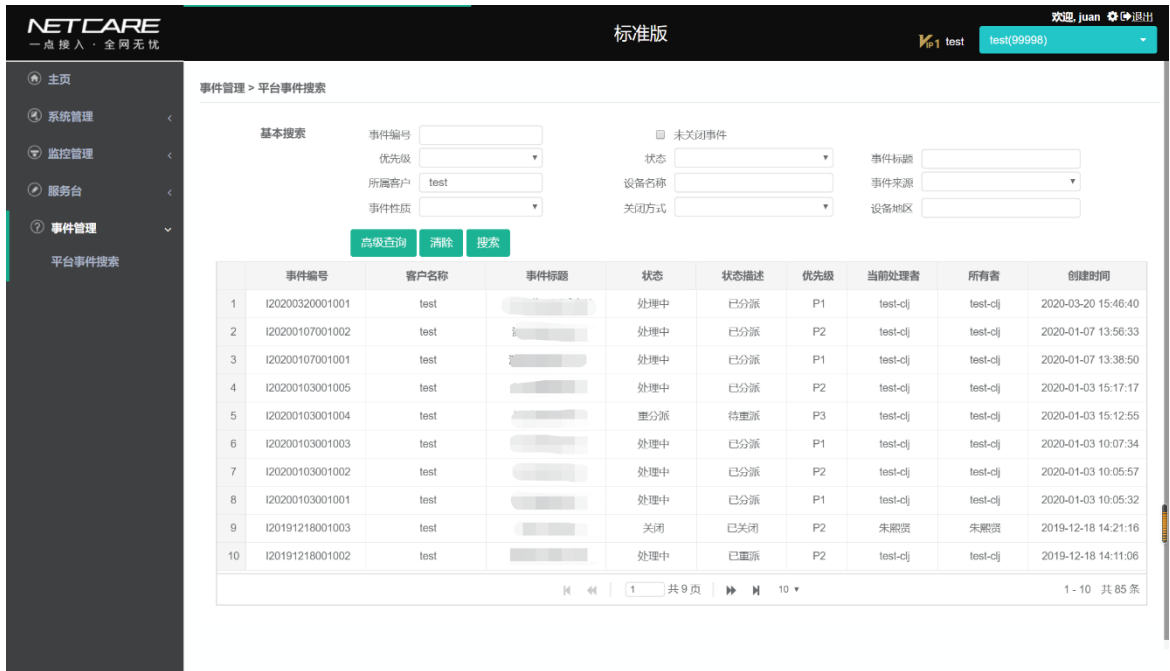 欢迎, juan 退出
NETCARE
一点接入 · 全网无忧
标准版
VIP1 test test(99998)
主页
系统管理
监控管理
服务台
事件管理
平台事件搜索
事件管理 > 平台事件搜索
基本搜索 事件编号 未关闭事件
优先级 状态 事件标题
所属客户 test 设备名称 事件来源
事件性质 关闭方式 设备地区
高级查询 清除 搜索
事件编号 客户名称 事件标题 状态 状态描述 优先级 当前处理者 所有者 创建时间
1 I20200320001001 test 处理中 已分派 P1 test-clj test-clj 2020-03-20 15:46:40
2 I20200107001002 test 处理中 已分派 P2 test-clj test-clj 2020-01-07 13:56:33
3 I20200107001001 test 处理中 已分派 P1 test-clj test-clj 2020-01-07 13:38:50
4 I20200103001005 test 处理中 已分派 P2 test-clj test-clj 2020-01-03 15:17:17
5 I20200103001004 test 重分派 待重派 P3 test-clj test-clj 2020-01-03 15:12:55
6 I20200103001003 test 处理中 已分派 P1 test-clj test-clj 2020-01-03 10:07:34
7 I20200103001002 test 处理中 已分派 P2 test-clj test-clj 2020-01-03 10:05:57
8 I20200103001001 test 处理中 已分派 P1 test-clj test-clj 2020-01-03 10:05:32
9 I20191218001003 test 关闭 已关闭 P2 朱熙贤 朱熙贤 2019-12-18 14:21:16
10 I20191218001002 test 处理中 已重派 P2 test-clj test-clj 2019-12-18 14:11:06
1 共 9 页 10 1 - 10 共 85 条